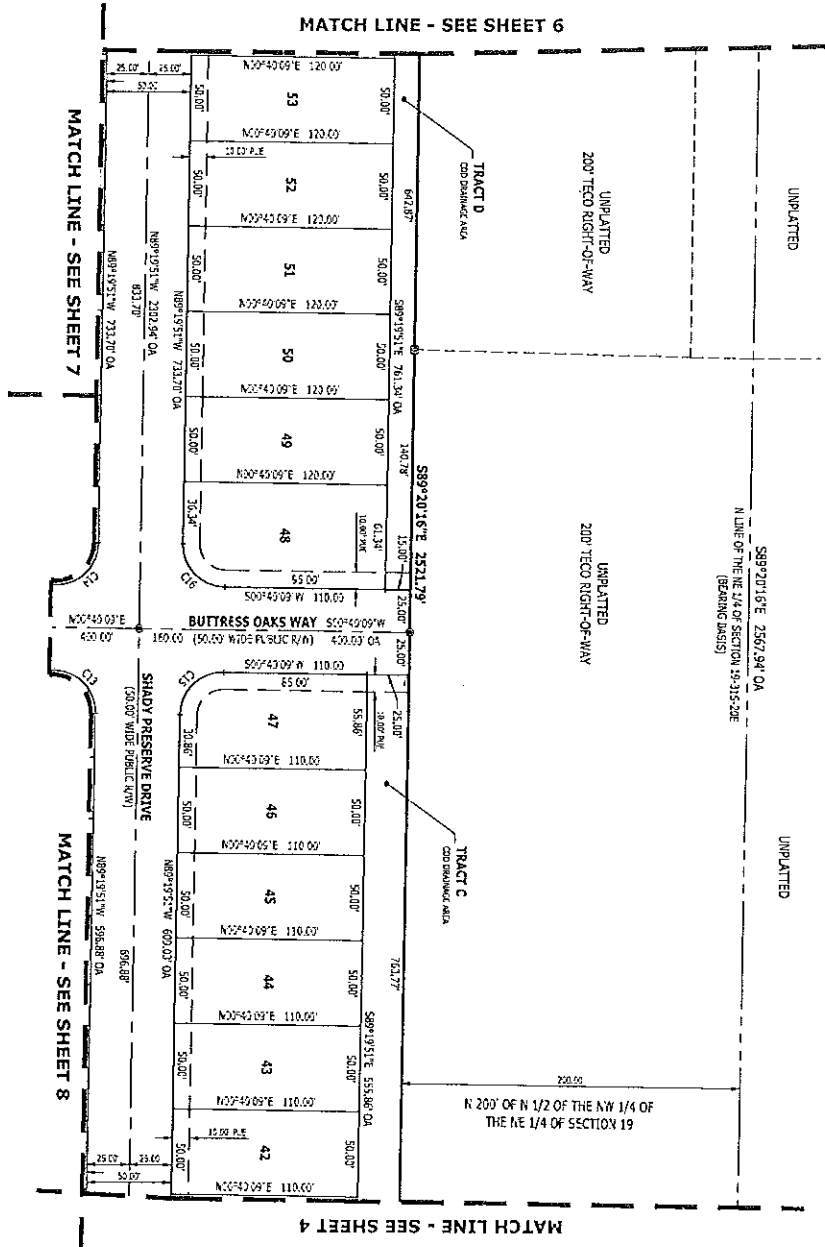 MATCH LINE - SEE SHEET 6
UNPLATTED
S89°20'16"E 2567.94' OA
N LINE OF THE NE 1/4 OF SECTION 19-31S-20E
(BEARING BASIS)
UNPLATTED
UNPLATTED
200' TECO RIGHT-OF-WAY
UNPLATTED
200' TECO RIGHT-OF-WAY
200.00
N 200' OF N 1/2 OF THE NW 1/4 OF
THE NE 1/4 OF SECTION 19
TRACT D
CDD DRAINAGE AREA
TRACT C
CDD DRAINAGE AREA
642.87'
140.78'
S89°20'16"E 2521.79'
763.77'
S89°19'51"E 761.34' OA
S89°19'51"E 555.86' OA
15.00'
25.00'
25.00'
25.00'
N00°40'09"E 120.00'
50.00'
53
50.00'
N00°40'09"E 120.00'
10.00' PUE
50.00'
52
50.00'
N00°40'09"E 120.00'
50.00'
51
50.00'
N00°40'09"E 120.00'
50.00'
50
50.00'
N00°40'09"E 120.00'
50.00'
49
50.00'
N00°40'09"E 120.00'
61.34'
10.00' PUE
48
36.34'
C16
S00°40'09"W 110.00'
BUTTRESS OAKS WAY S00°40'09"W
(50.00' WIDE PUBLIC R/W) 400.00' OA
160.00
N00°40'09"E
S00°40'09"W 110.00'
85.00'
C15
55.86'
10.00' PUE
47
30.86'
N00°40'09"E 110.00
50.00'
46
50.00'
N00°40'09"E 110.00'
50.00'
45
50.00'
N00°40'09"E 110.00'
50.00'
44
50.00'
N00°40'09"E 110.00'
50.00'
43
50.00'
N00°40'09"E 110.00'
50.00'
42
50.00'
10.00' PUE
N00°40'09"E 110.00'
25.00'
25.00'
50.00'
N89°19'51"W 733.70' OA
N89°19'51"W 2302.94' OA
833.70'
N89°19'51"W 733.70' OA
C14
C13
SHADY PRESERVE DRIVE
(50.00' WIDE PUBLIC R/W)
696.88'
N89°19'51"W 596.88' OA
25.00'
25.00
50.00'
MATCH LINE - SEE SHEET 7
MATCH LINE - SEE SHEET 8
MATCH LINE - SEE SHEET 4